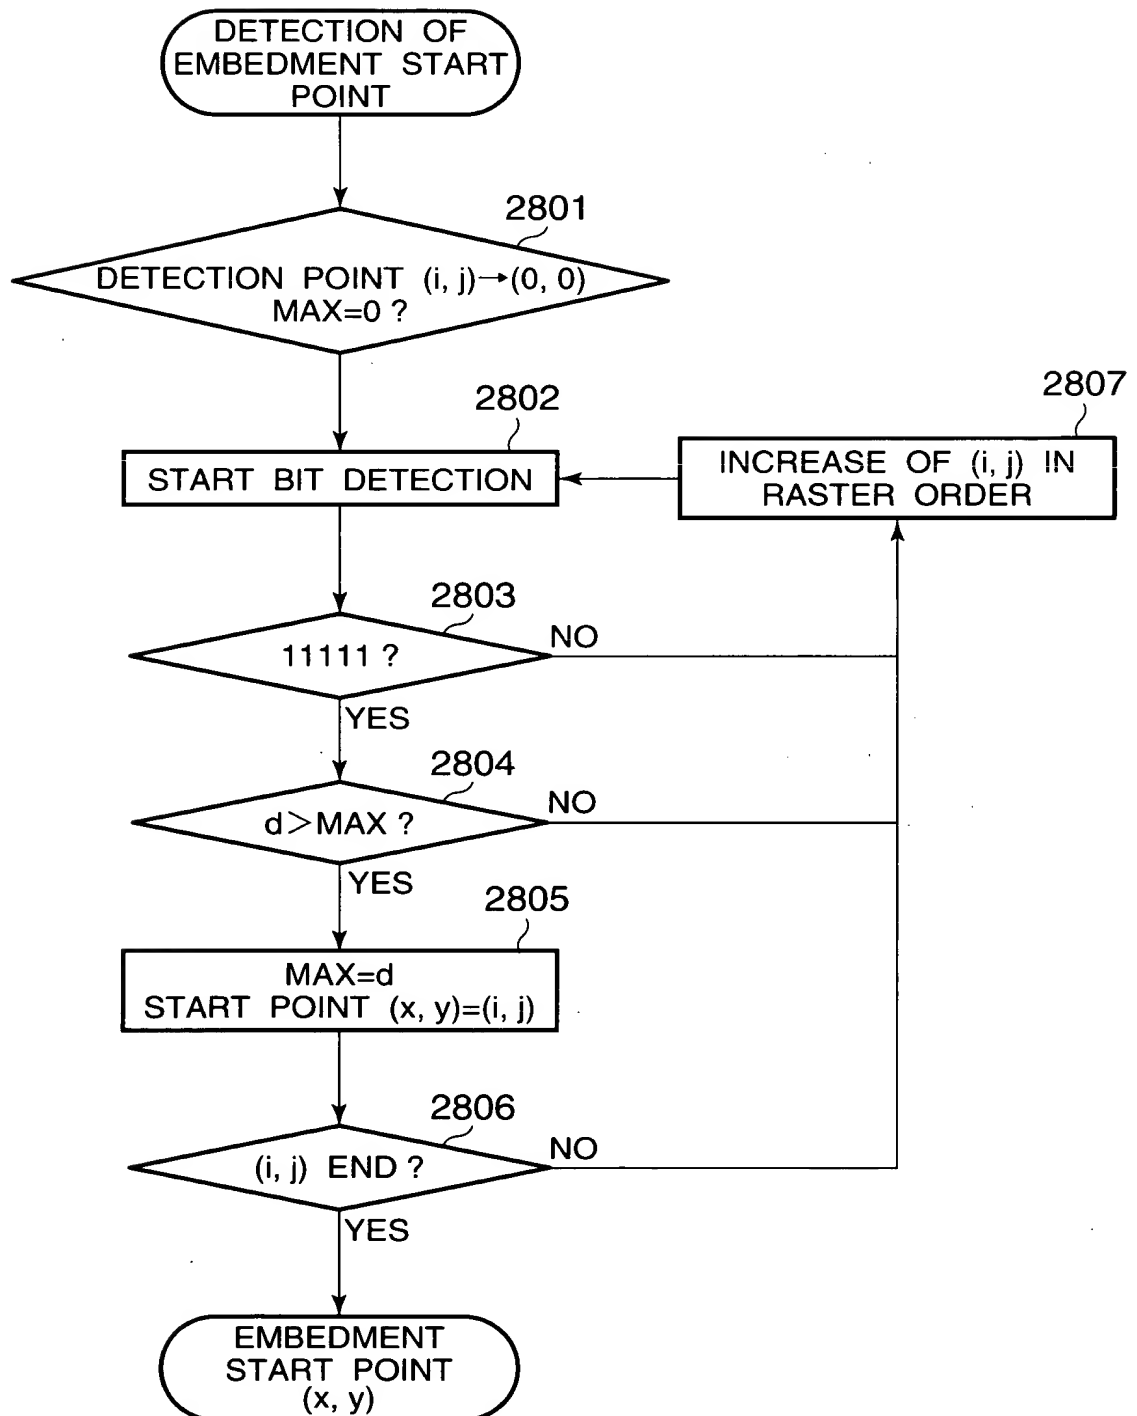 DETECTION OF
EMBEDMENT START
POINT
2801
DETECTION POINT (i, j)→(0, 0)
MAX=0 ?
2802
START BIT DETECTION
2807
INCREASE OF (i, j) IN
RASTER ORDER
2803
11111 ?
NO
YES
2804
d>MAX ?
NO
YES
2805
MAX=d
START POINT (x, y)=(i, j)
2806
(i, j) END ?
NO
YES
EMBEDMENT
START POINT
(x, y)